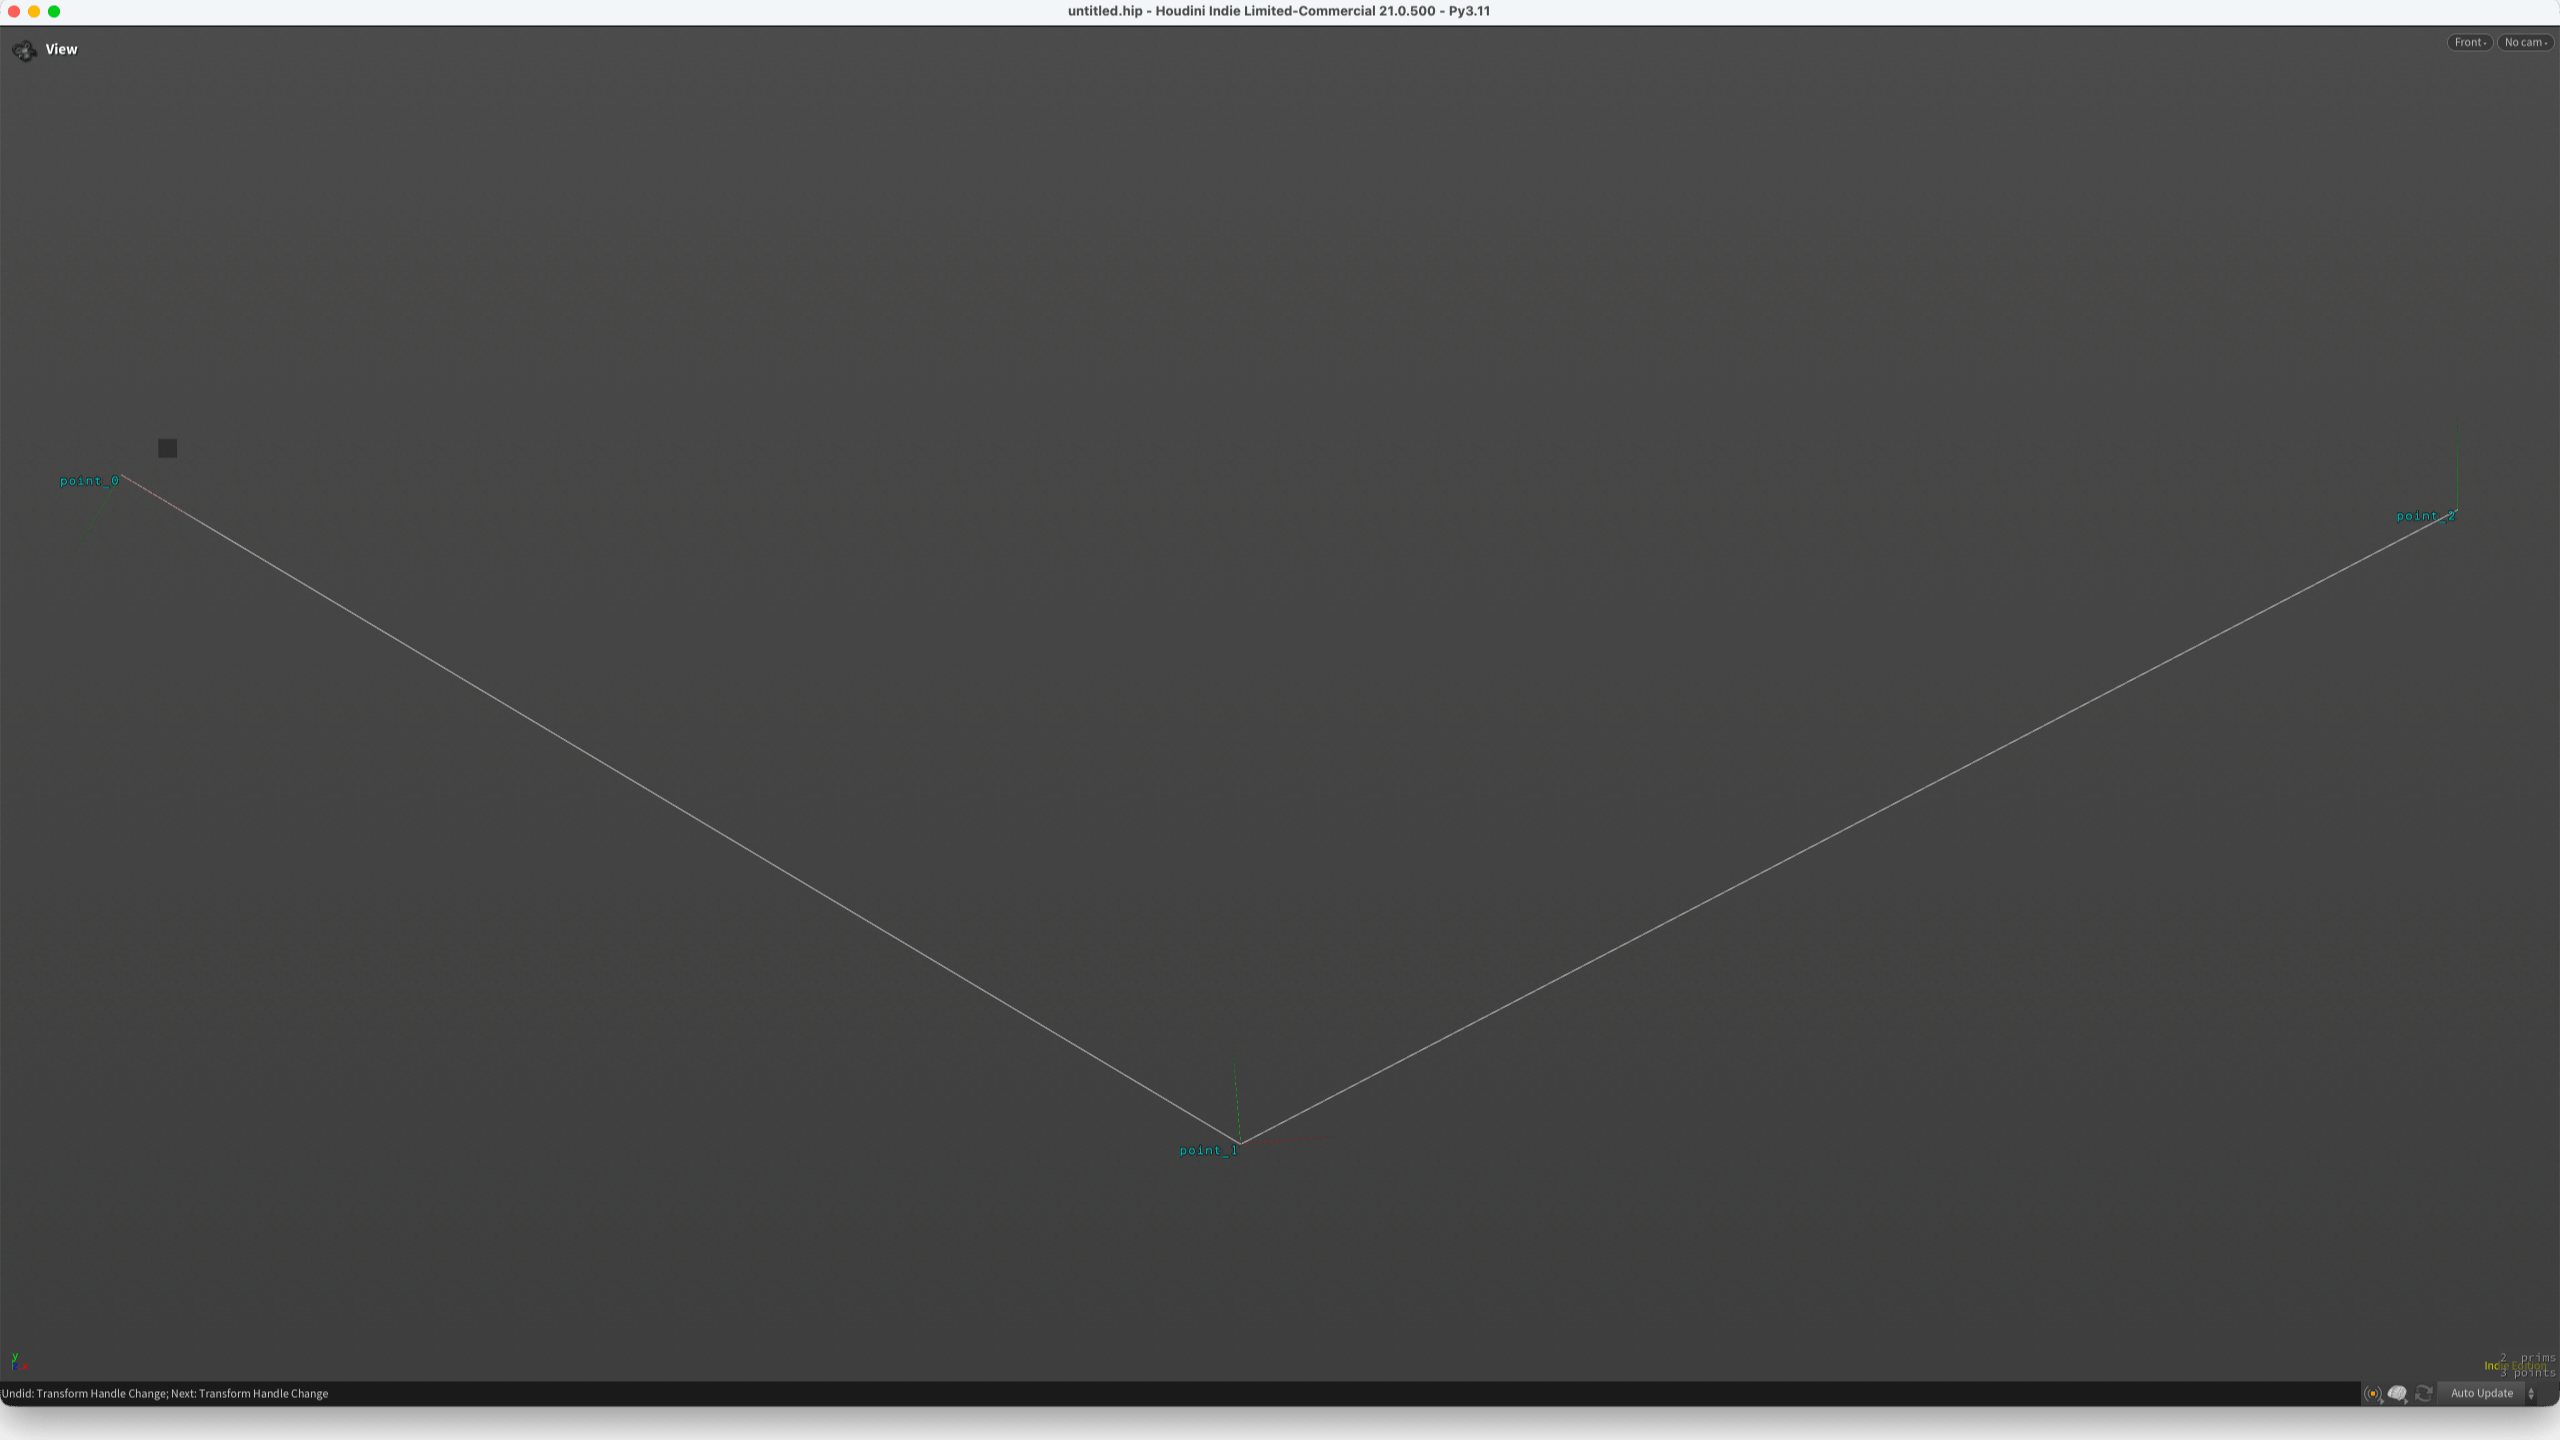 untitled.hip - Houdini Indie Limited-Commercial 21.0.500 - Py3.11
View
Front
No cam
point_0
point_2
point_1
y
x
2 prims
Indie Edition
3 points
Undid: Transform Handle Change; Next: Transform Handle Change
Auto Update